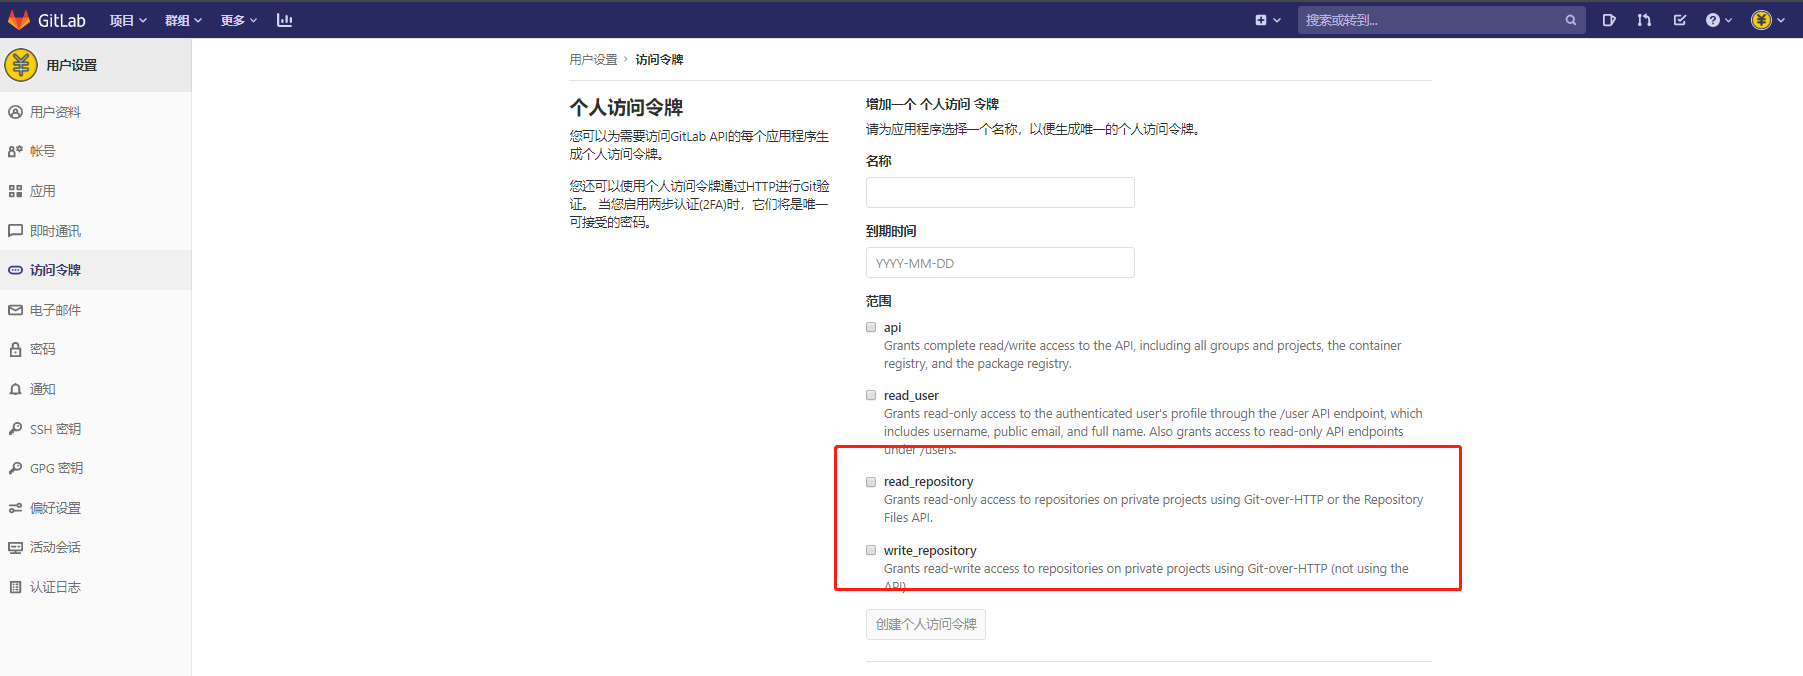 GitLab 项目 群组 更多 搜索或转到...
用户设置
用户资料
帐号
应用
即时通讯
访问令牌
电子邮件
密码
通知
SSH 密钥
GPG 密钥
偏好设置
活动会话
认证日志
用户设置 › 访问令牌
个人访问令牌
您可以为需要访问GitLab API的每个应用程序生
成个人访问令牌。
您还可以使用个人访问令牌通过HTTP进行Git验
证。 当您启用两步认证(2FA)时，它们将是唯一
可接受的密码。
增加一个 个人访问 令牌
请为应用程序选择一个名称，以便生成唯一的个人访问令牌。
名称
到期时间
YYYY-MM-DD
范围
api
Grants complete read/write access to the API, including all groups and projects, the container
registry, and the package registry.
read_user
Grants read-only access to the authenticated user's profile through the /user API endpoint, which
includes username, public email, and full name. Also grants access to read-only API endpoints
under /users.
read_repository
Grants read-only access to repositories on private projects using Git-over-HTTP or the Repository
Files API.
write_repository
Grants read-write access to repositories on private projects using Git-over-HTTP (not using the
API).
创建个人访问令牌